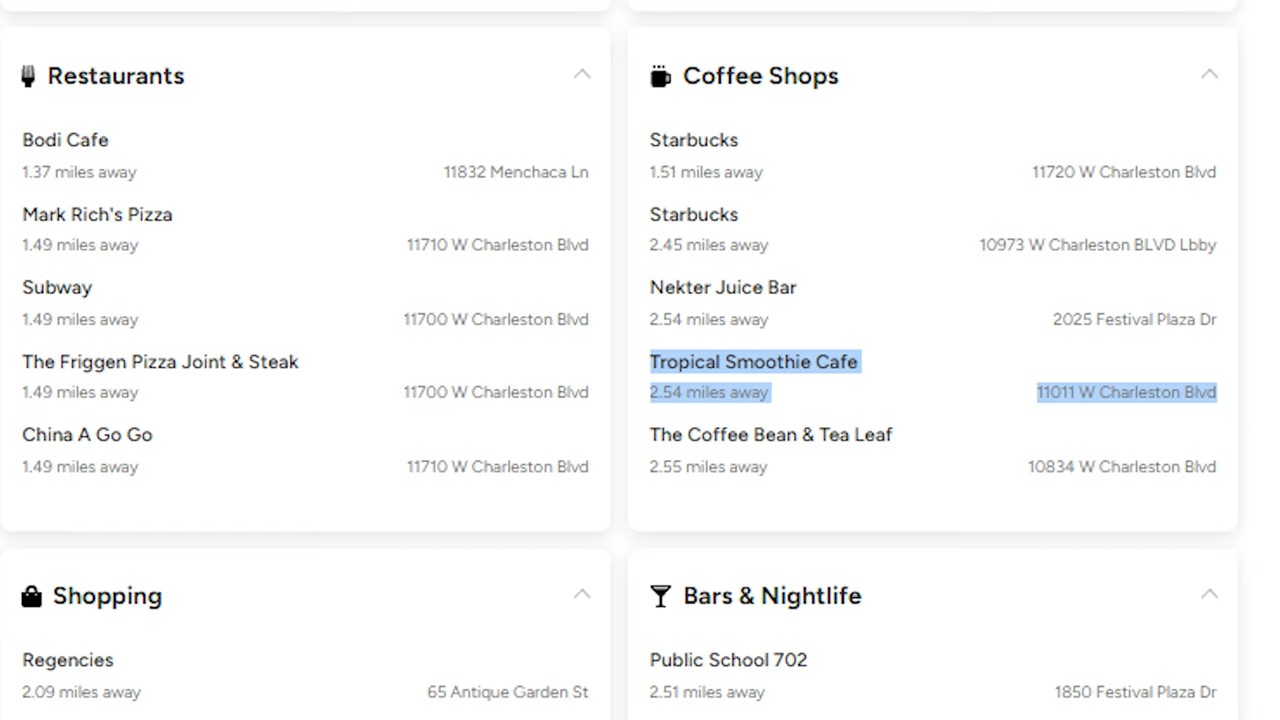 Restaurants
Bodi Cafe
1.37 miles away 11832 Menchaca Ln
Mark Rich's Pizza
1.49 miles away 11710 W Charleston Blvd
Subway
1.49 miles away 11700 W Charleston Blvd
The Friggen Pizza Joint & Steak
1.49 miles away 11700 W Charleston Blvd
China A Go Go
1.49 miles away 11710 W Charleston Blvd
Coffee Shops
Starbucks
1.51 miles away 11720 W Charleston Blvd
Starbucks
2.45 miles away 10973 W Charleston BLVD Lbby
Nekter Juice Bar
2.54 miles away 2025 Festival Plaza Dr
Tropical Smoothie Cafe
2.54 miles away 11011 W Charleston Blvd
The Coffee Bean & Tea Leaf
2.55 miles away 10834 W Charleston Blvd
Shopping
Regencies
2.09 miles away 65 Antique Garden St
Bars & Nightlife
Public School 702
2.51 miles away 1850 Festival Plaza Dr